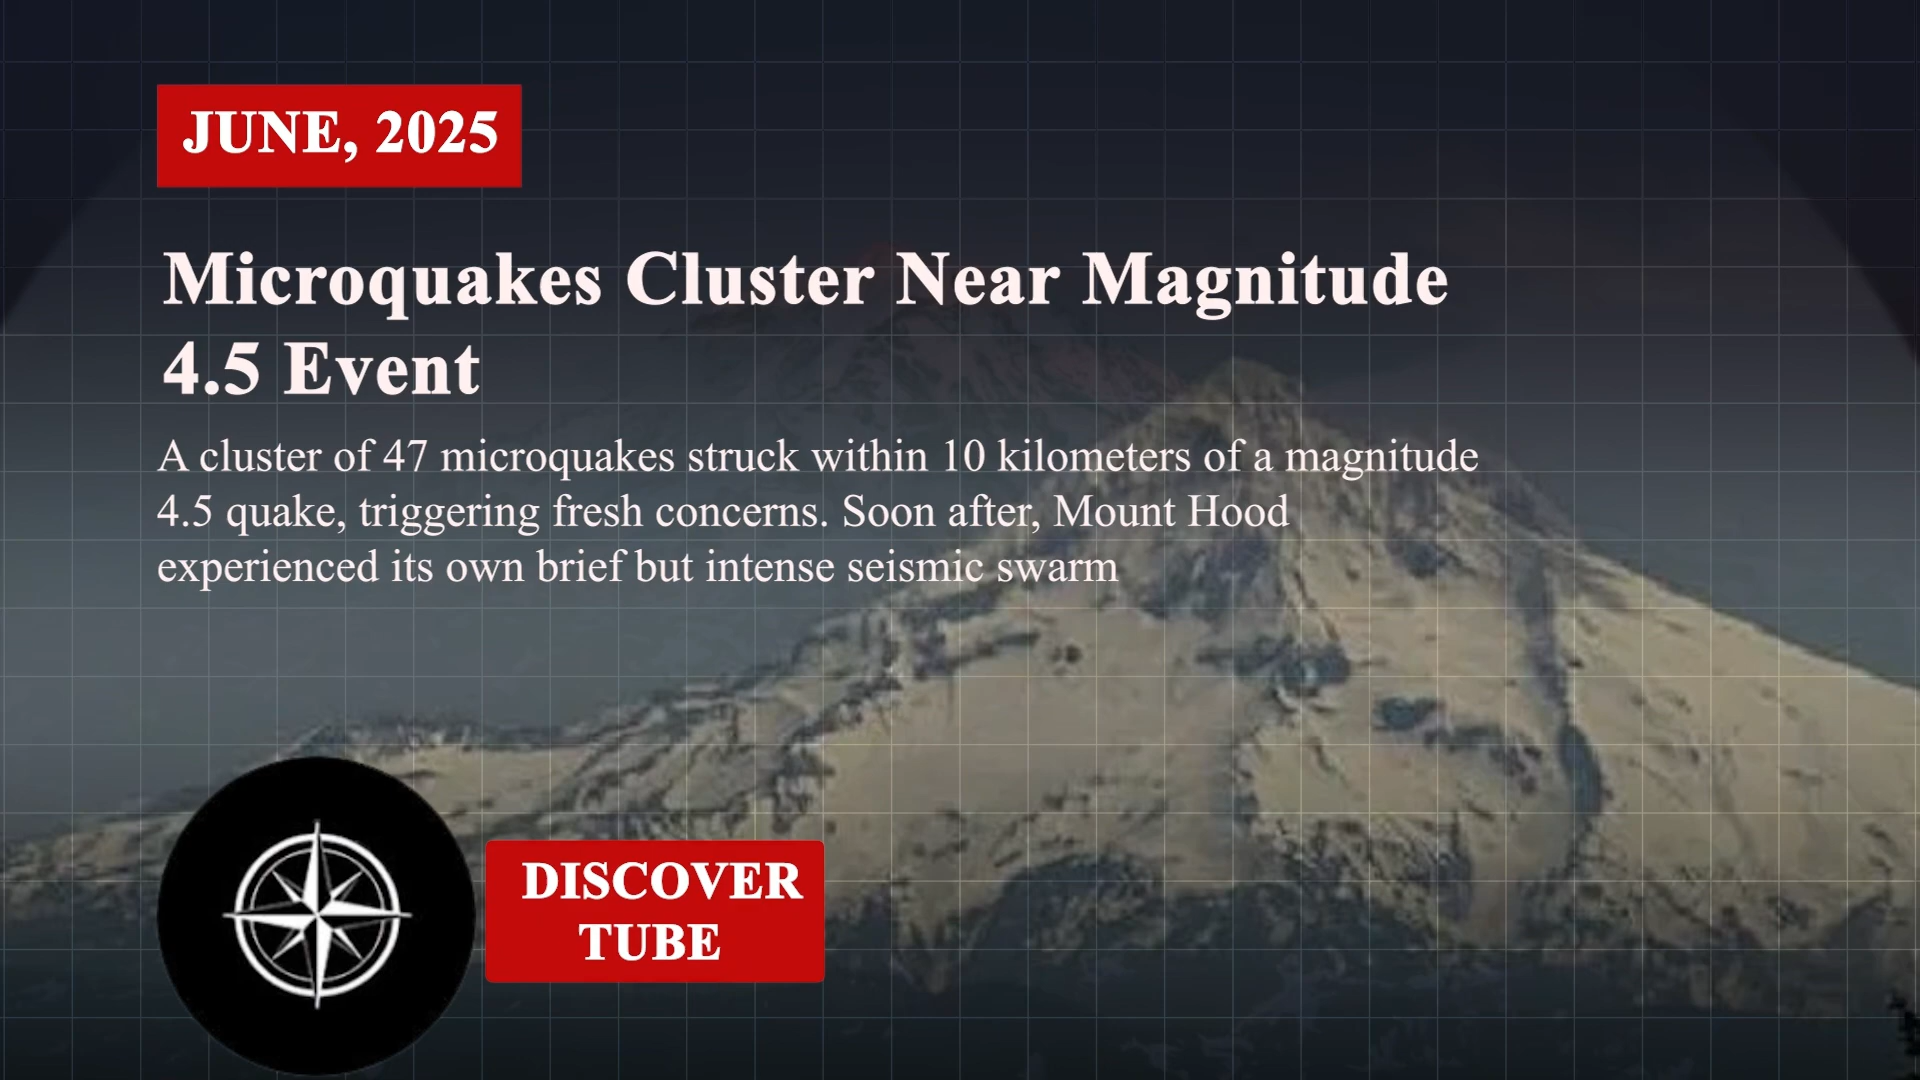 JUNE, 2025
Microquakes Cluster Near Magnitude
4.5 Event
A cluster of 47 microquakes struck within 10 kilometers of a magnitude
4.5 quake, triggering fresh concerns. Soon after, Mount Hood
experienced its own brief but intense seismic swarm
DISCOVER
TUBE